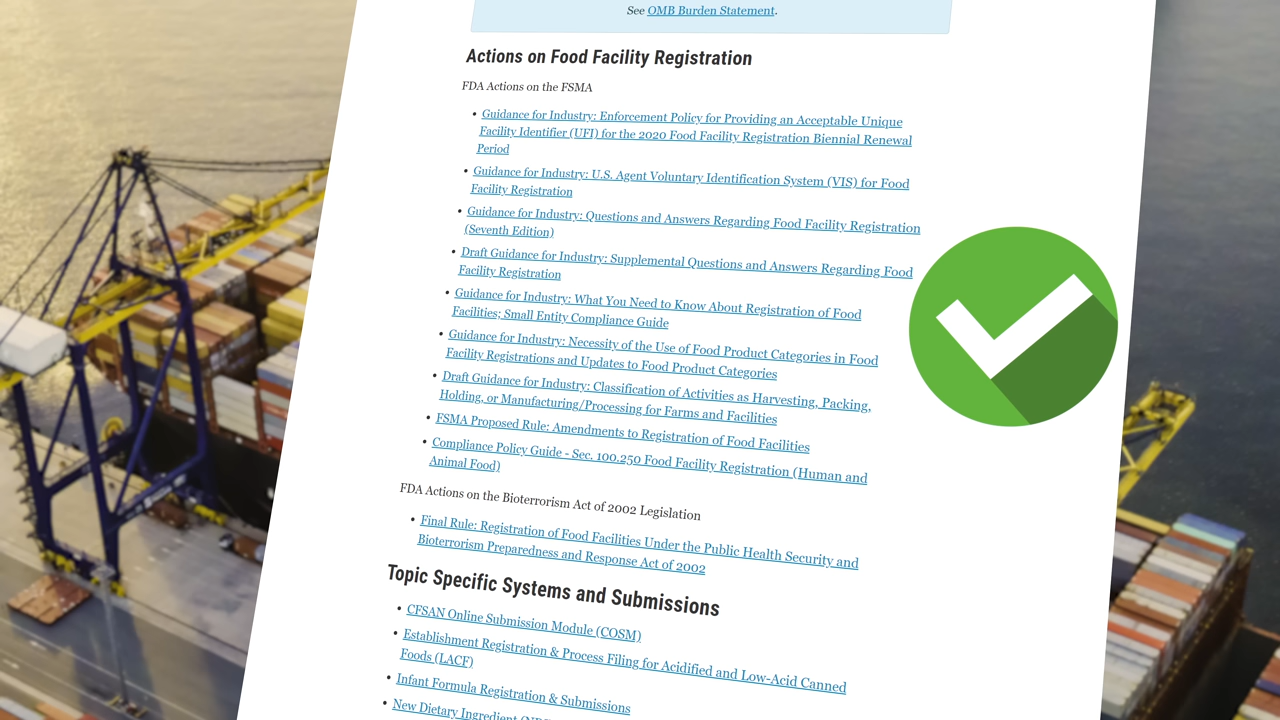 See OMB Burden Statement.
Actions on Food Facility Registration
FDA Actions on the FSMA
• Guidance for Industry: Enforcement Policy for Providing an Acceptable Unique
Facility Identifier (UFI) for the 2020 Food Facility Registration Biennial Renewal
Period
• Guidance for Industry: U.S. Agent Voluntary Identification System (VIS) for Food
Facility Registration
• Guidance for Industry: Questions and Answers Regarding Food Facility Registration
(Seventh Edition)
• Draft Guidance for Industry: Supplemental Questions and Answers Regarding Food
Facility Registration
• Guidance for Industry: What You Need to Know About Registration of Food
Facilities; Small Entity Compliance Guide
• Guidance for Industry: Necessity of the Use of Food Product Categories in Food
Facility Registrations and Updates to Food Product Categories
• Draft Guidance for Industry: Classification of Activities as Harvesting, Packing,
Holding, or Manufacturing/Processing for Farms and Facilities
• FSMA Proposed Rule: Amendments to Registration of Food Facilities
• Compliance Policy Guide - Sec. 100.250 Food Facility Registration (Human and
Animal Food)
FDA Actions on the Bioterrorism Act of 2002 Legislation
• Final Rule: Registration of Food Facilities Under the Public Health Security and
Bioterrorism Preparedness and Response Act of 2002
Topic Specific Systems and Submissions
• CFSAN Online Submission Module (COSM)
• Establishment Registration & Process Filing for Acidified and Low-Acid Canned
Foods (LACF)
• Infant Formula Registration & Submissions
• New Dietary Ingredient